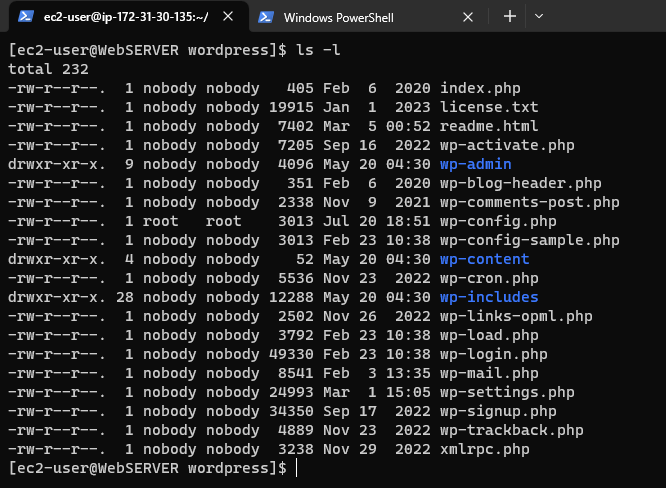 ec2-user@ip-172-31-30-135:~/
Windows PowerShell
[ec2-user@WebSERVER wordpress]$ ls -l
total 232
-rw-r--r--.  1 nobody nobody   405 Feb  6  2020 index.php
-rw-r--r--.  1 nobody nobody 19915 Jan  1  2023 license.txt
-rw-r--r--.  1 nobody nobody  7402 Mar  5 00:52 readme.html
-rw-r--r--.  1 nobody nobody  7205 Sep 16  2022 wp-activate.php
drwxr-xr-x.  9 nobody nobody  4096 May 20 04:30 wp-admin
-rw-r--r--.  1 nobody nobody   351 Feb  6  2020 wp-blog-header.php
-rw-r--r--.  1 nobody nobody  2338 Nov  9  2021 wp-comments-post.php
-rw-r--r--.  1 root   root    3013 Jul 20 18:51 wp-config.php
-rw-r--r--.  1 nobody nobody  3013 Feb 23 10:38 wp-config-sample.php
drwxr-xr-x.  4 nobody nobody    52 May 20 04:30 wp-content
-rw-r--r--.  1 nobody nobody  5536 Nov 23  2022 wp-cron.php
drwxr-xr-x. 28 nobody nobody 12288 May 20 04:30 wp-includes
-rw-r--r--.  1 nobody nobody  2502 Nov 26  2022 wp-links-opml.php
-rw-r--r--.  1 nobody nobody  3792 Feb 23 10:38 wp-load.php
-rw-r--r--.  1 nobody nobody 49330 Feb 23 10:38 wp-login.php
-rw-r--r--.  1 nobody nobody  8541 Feb  3 13:35 wp-mail.php
-rw-r--r--.  1 nobody nobody 24993 Mar  1 15:05 wp-settings.php
-rw-r--r--.  1 nobody nobody 34350 Sep 17  2022 wp-signup.php
-rw-r--r--.  1 nobody nobody  4889 Nov 23  2022 wp-trackback.php
-rw-r--r--.  1 nobody nobody  3238 Nov 29  2022 xmlrpc.php
[ec2-user@WebSERVER wordpress]$